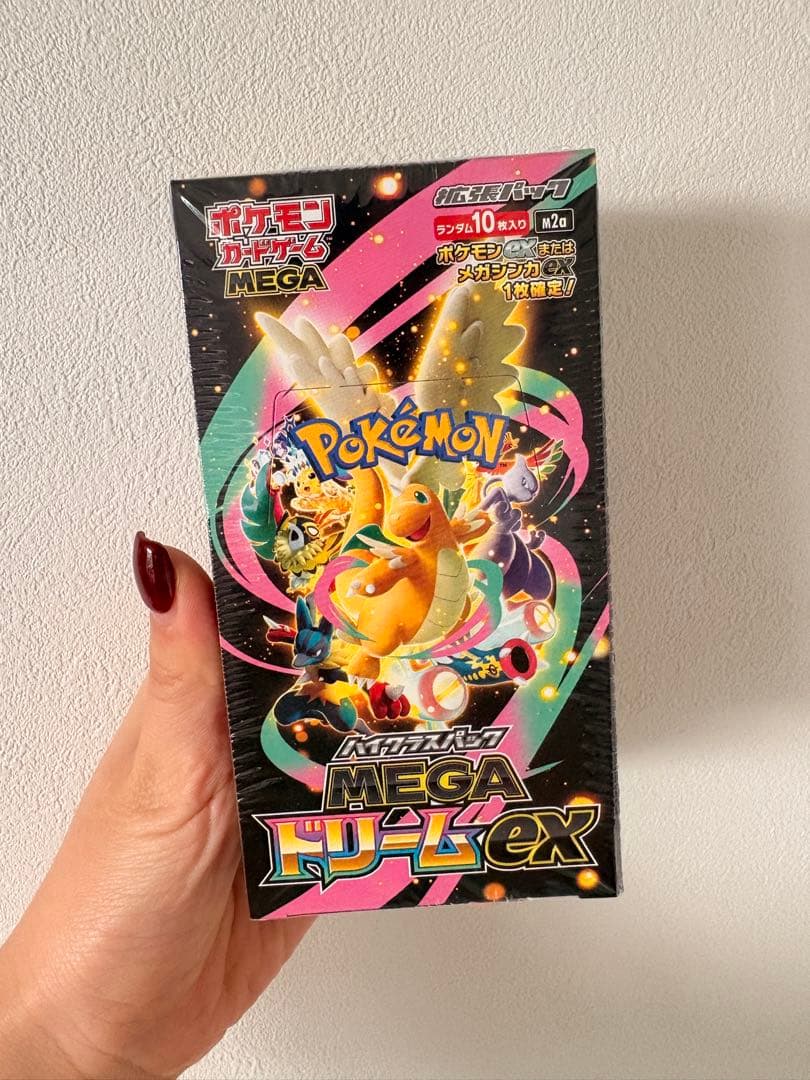 ポケモン
カードゲーム™
MEGA
拡張パック
ランダム10枚入り M2a
ポケモンexまたは
メガシンカex
1枚確定!
POKéMON™
ハイクラスパック
MEGA
ドリームex